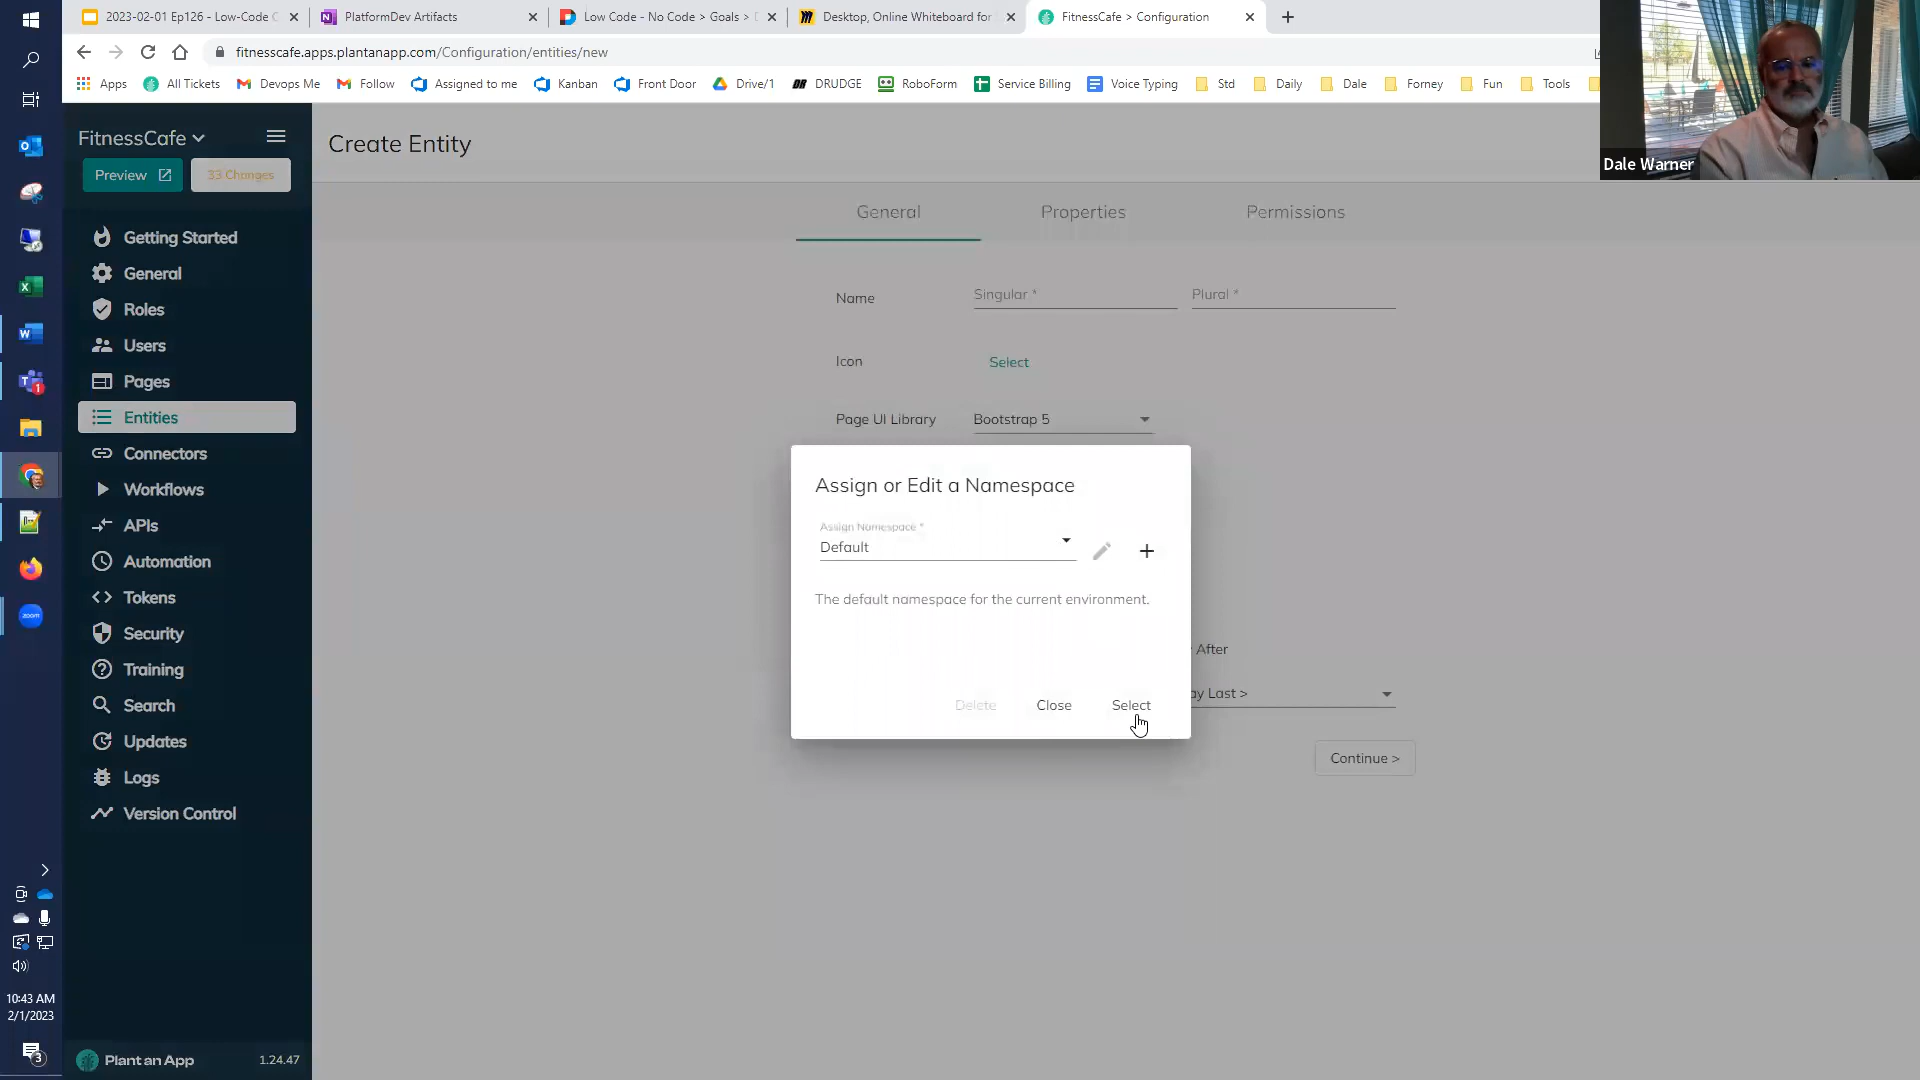 2023-02-01 Ep126 - Low-Code
PlatformDev Artifacts
Low Code - No Code > Goals >
Desktop, Online Whiteboard for
FitnessCafe > Configuration
fitnesscafe.apps.plantanapp.com/Configuration/entities/new
Apps
All Tickets
Devops Me
Follow
Assigned to me
Kanban
Front Door
Drive/1
DRUDGE
RoboForm
Service Billing
Voice Typing
Std
Daily
Dale
Forney
Fun
Tools
Dale Warner
FitnessCafe
Preview
33 Changes
Getting Started
General
Roles
Users
Pages
Entities
Connectors
Workflows
APIs
Automation
Tokens
Security
Training
Search
Updates
Logs
Version Control
Plant an App
1.24.47
Create Entity
General
Properties
Permissions
Name
Singular *
Plural *
Icon
Select
Page UI Library
Bootstrap 5
Assign or Edit a Namespace
Assign Namespace *
Default
The default namespace for the current environment.
Delete
Close
Select
After
ay Last >
Continue >
zoom
1
10:43 AM
2/1/2023
3